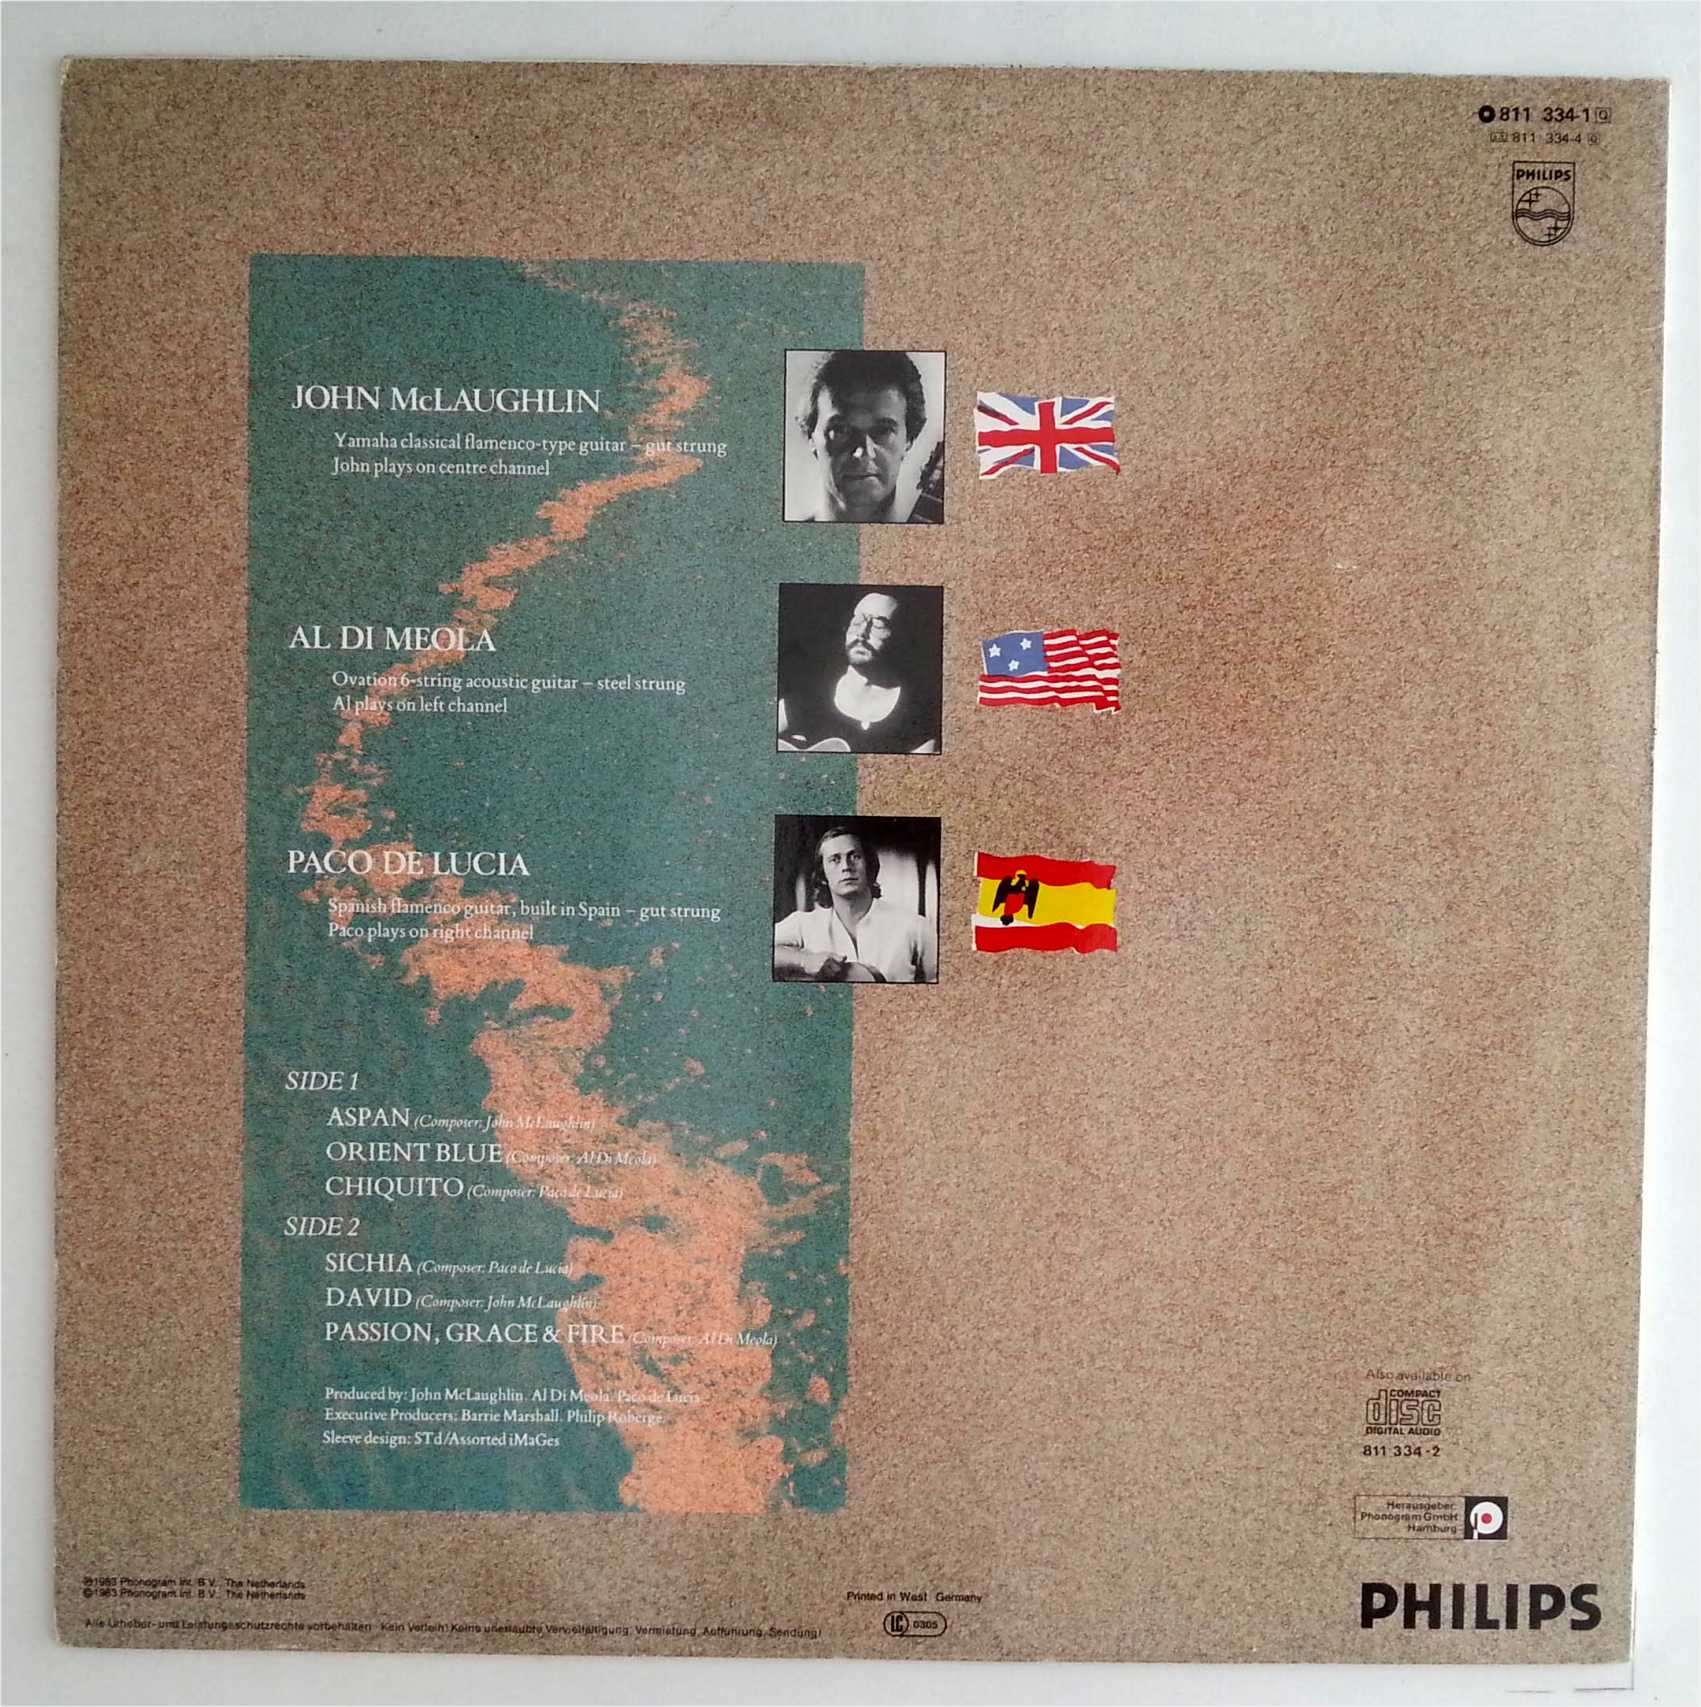 811 334-1 Q
811 334-4 Q
PHILIPS
JOHN McLAUGHLIN
Yamaha classical flamenco-type guitar – gut strung
John plays on centre channel
AL DI MEOLA
Ovation 6-string acoustic guitar – steel strung
Al plays on left channel
PACO DE LUCIA
Spanish flamenco guitar, built in Spain – gut strung
Paco plays on right channel
SIDE 1
ASPAN (Composer: John McLaughlin)
ORIENT BLUE (Composer: Al Di Meola)
CHIQUITO (Composer: Paco de Lucia)
SIDE 2
SICHIA (Composer: Paco de Lucia)
DAVID (Composer: John McLaughlin)
PASSION, GRACE & FIRE (Composer: Al Di Meola)
Produced by: John McLaughlin. Al Di Meola. Paco de Lucia
Executive Producers: Barrie Marshall. Philip Roberge.
Sleeve design: STd/Assorted iMaGes
Also available on
COMPACT
disc
DIGITAL AUDIO
811 334-2
Herausgeber:
Phonogram GmbH
Hamburg
PHILIPS
℗ 1983 Phonogram Int. B.V. The Netherlands
© 1983 Phonogram Int. B.V. The Netherlands
Printed in West Germany
Alle Urheber- und Leistungsschutzrechte vorbehalten. Kein Verleih! Keine unerlaubte Vervielfältigung, Vermietung, Aufführung, Sendung!
LC 0305